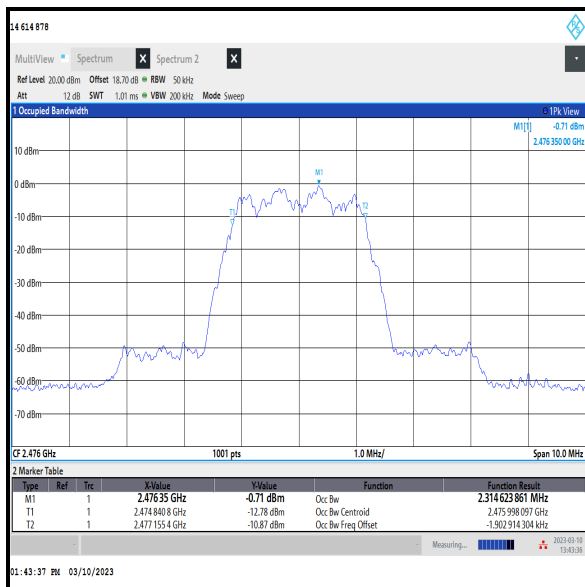 14 614 878
MultiView Spectrum X Spectrum 2 X
Ref Level 20.00 dBm Offset 18.70 dB RBW 50 kHz
Att 12 dB SWT 1.01 ms VBW 200 kHz Mode Sweep
1 Occupied Bandwidth 1Pk View
M1[1] -0.71 dBm
2.476 350 00 GHz
10 dBm
M1
0 dBm
T1 T2
-10 dBm
-20 dBm
-30 dBm
-40 dBm
-50 dBm
-60 dBm
-70 dBm
CF 2.476 GHz 1001 pts 1.0 MHz/ Span 10.0 MHz
2 Marker Table
Type Ref Trc X-Value Y-Value Function Function Result
M1 1 2.476 35 GHz -0.71 dBm Occ Bw 2.314 623 861 MHz
T1 1 2.474 840 8 GHz -12.78 dBm Occ Bw Centroid 2.475 998 097 GHz
T2 1 2.477 155 4 GHz -10.87 dBm Occ Bw Freq Offset -1.902 914 304 kHz
Measuring... 2023-03-10
13:43:38
01:43:37 PM 03/10/2023